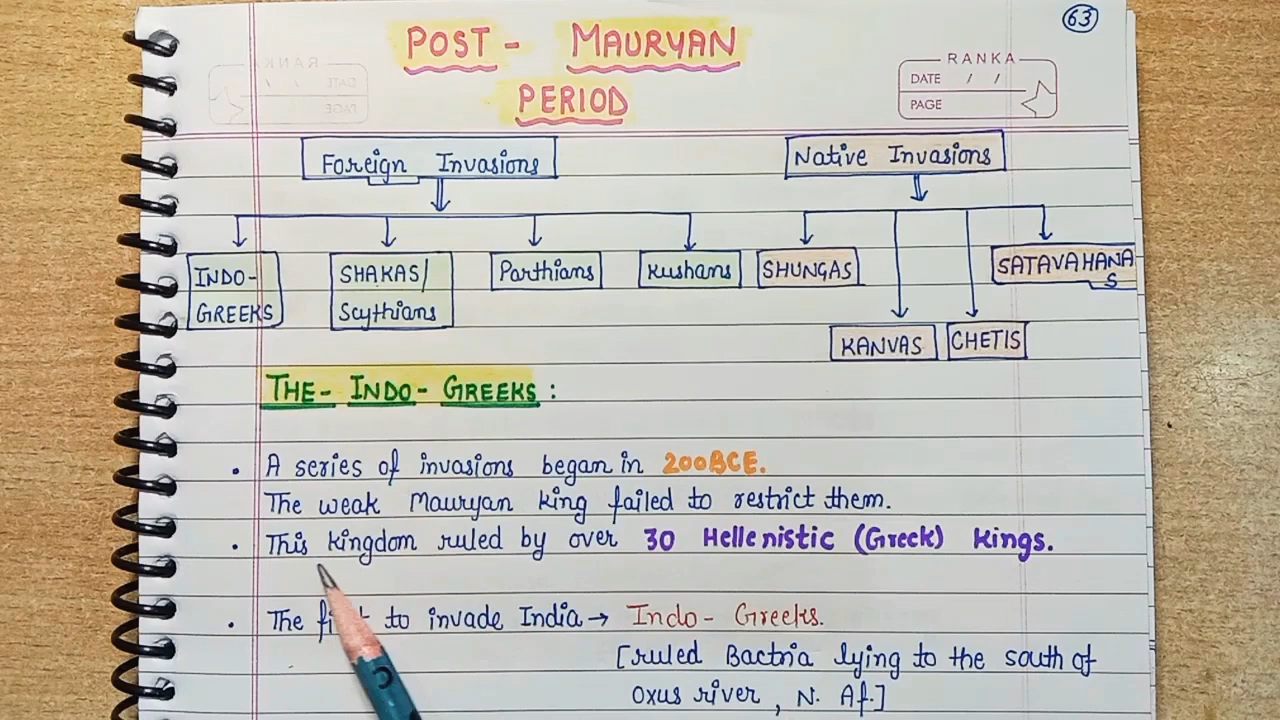 63
POST - MAURYAN
PERIOD
RANKA
DATE / /
PAGE
Foreign Invasions
Native Invasions
INDO-
GREEKS
SHAKAS/
Scythians
Parthians
Kushans
SHUNGAS
KANVAS
CHETIS
SATAVAHANA
S
THE- INDO- GREEKS :
. A series of invasions began in 200BCE.
The weak Mauryan king failed to restrict them.
. This kingdom ruled by over 30 Hellenistic (Greek) kings.
. The to invade India → Indo - Greeks.
[ruled Bactria lying to the south of
Oxus river , N. Af.]